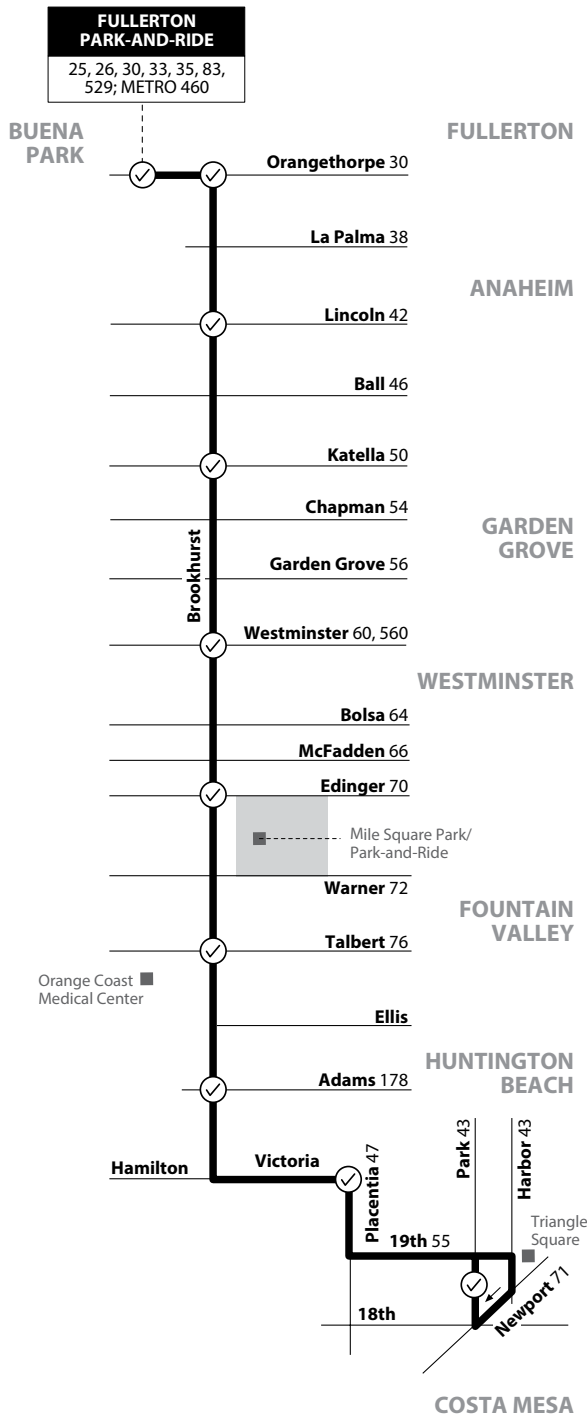 FULLERTON
PARK-AND-RIDE
25, 26, 30, 33, 35, 83,
529; METRO 460
BUENA
PARK
FULLERTON
Orangethorpe 30
La Palma 38
ANAHEIM
Lincoln 42
Ball 46
Katella 50
Chapman 54
GARDEN
GROVE
Brookhurst
Garden Grove 56
Westminster 60, 560
WESTMINSTER
Bolsa 64
McFadden 66
Edinger 70
Mile Square Park/
Park-and-Ride
Warner 72
FOUNTAIN
VALLEY
Talbert 76
Orange Coast
Medical Center
Ellis
HUNTINGTON
BEACH
Adams 178
Hamilton
Victoria
Placentia 47
Park 43
Harbor 43
Triangle
Square
19th 55
Newport 71
18th
COSTA MESA